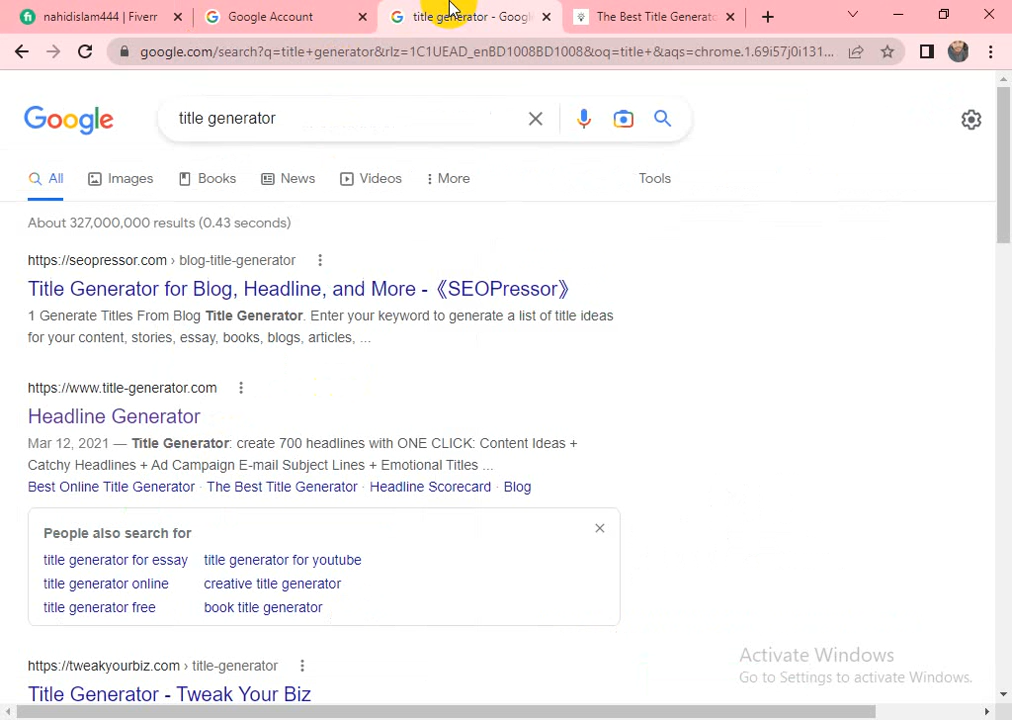 nahidislam444 | Fiverr
Google Account
title generator - Goog
The Best Title Generato
google.com/search?q=title+generator&rlz=1C1UEAD_enBD1008BD1008&oq=title+&aqs=chrome.1.69i57j0i131...
Google
title generator
All
Images
Books
News
Videos
More
Tools
About 327,000,000 results (0.43 seconds)
https://seopressor.com › blog-title-generator
Title Generator for Blog, Headline, and More -《SEOPressor》
1 Generate Titles From Blog Title Generator. Enter your keyword to generate a list of title ideas
for your content, stories, essay, books, blogs, articles, ...
https://www.title-generator.com
Headline Generator
Mar 12, 2021 — Title Generator: create 700 headlines with ONE CLICK: Content Ideas +
Catchy Headlines + Ad Campaign E-mail Subject Lines + Emotional Titles ...
Best Online Title Generator · The Best Title Generator · Headline Scorecard · Blog
People also search for
title generator for essay
title generator for youtube
title generator online
creative title generator
title generator free
book title generator
https://tweakyourbiz.com › title-generator
Title Generator - Tweak Your Biz
Activate Windows
Go to Settings to activate Windows.